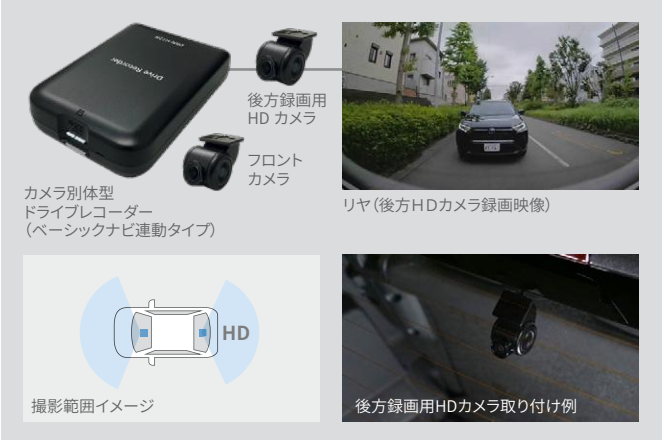 Drive Recorder
後方録画用
HD カメラ
フロント
カメラ
カメラ別体型
ドライブレコーダー
（ベーシックナビ連動タイプ）
リヤ（後方HDカメラ録画映像）
HD
撮影範囲イメージ
後方録画用HDカメラ取り付け例